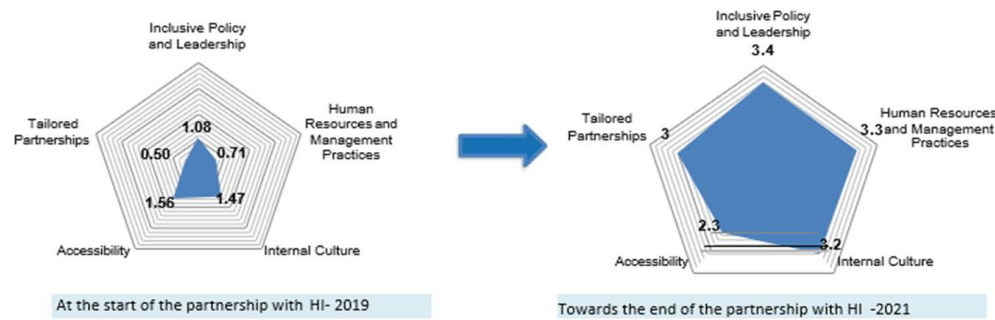 Inclusive Policy
and Leadership
1.08
Tailored
Partnerships
0.50
0.71
Human
Resources and
Management
Practices
1.56
1.47
Accessibility
Internal Culture
At the start of the partnership with HI- 2019
Inclusive Policy
and Leadership
3.4
Tailored
Partnerships
3
3.3
Human Resources
and Management
Practices
2.3
3.2
Accessibility
Internal Culture
Towards the end of the partnership with HI -2021